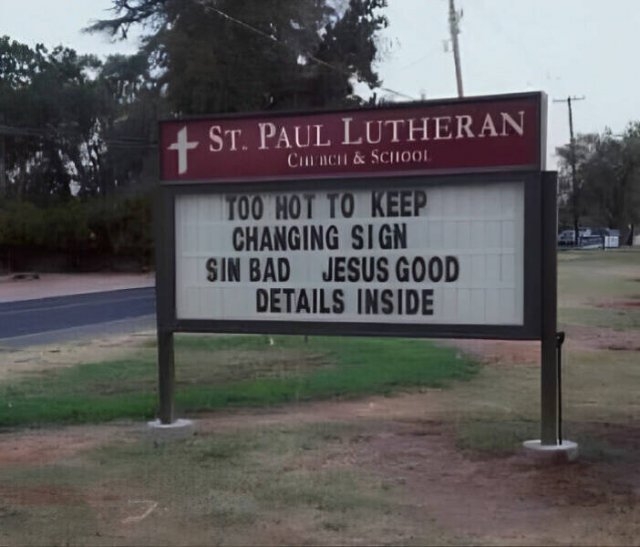 ST. PAUL LUTHERAN
CHURCH & SCHOOL
TOO HOT TO KEEP
CHANGING SIGN
SIN BAD JESUS GOOD
DETAILS INSIDE